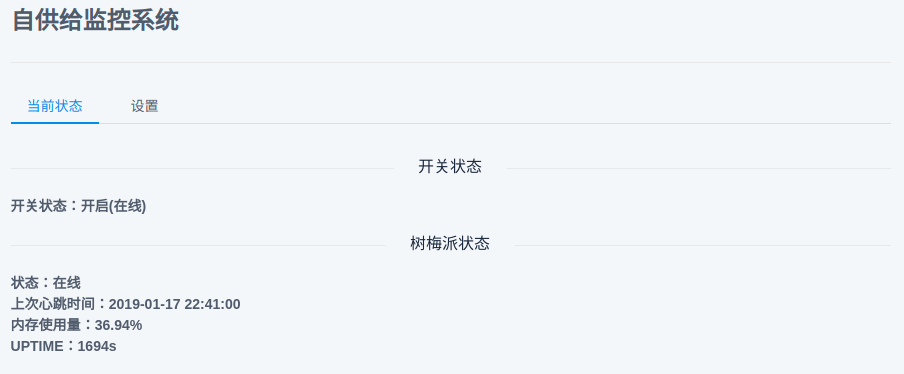 自供给监控系统
当前状态 设置
开关状态
开关状态：开启(在线)
树梅派状态
状态：在线
上次心跳时间：2019-01-17 22:41:00
内存使用量：36.94%
UPTIME：1694s